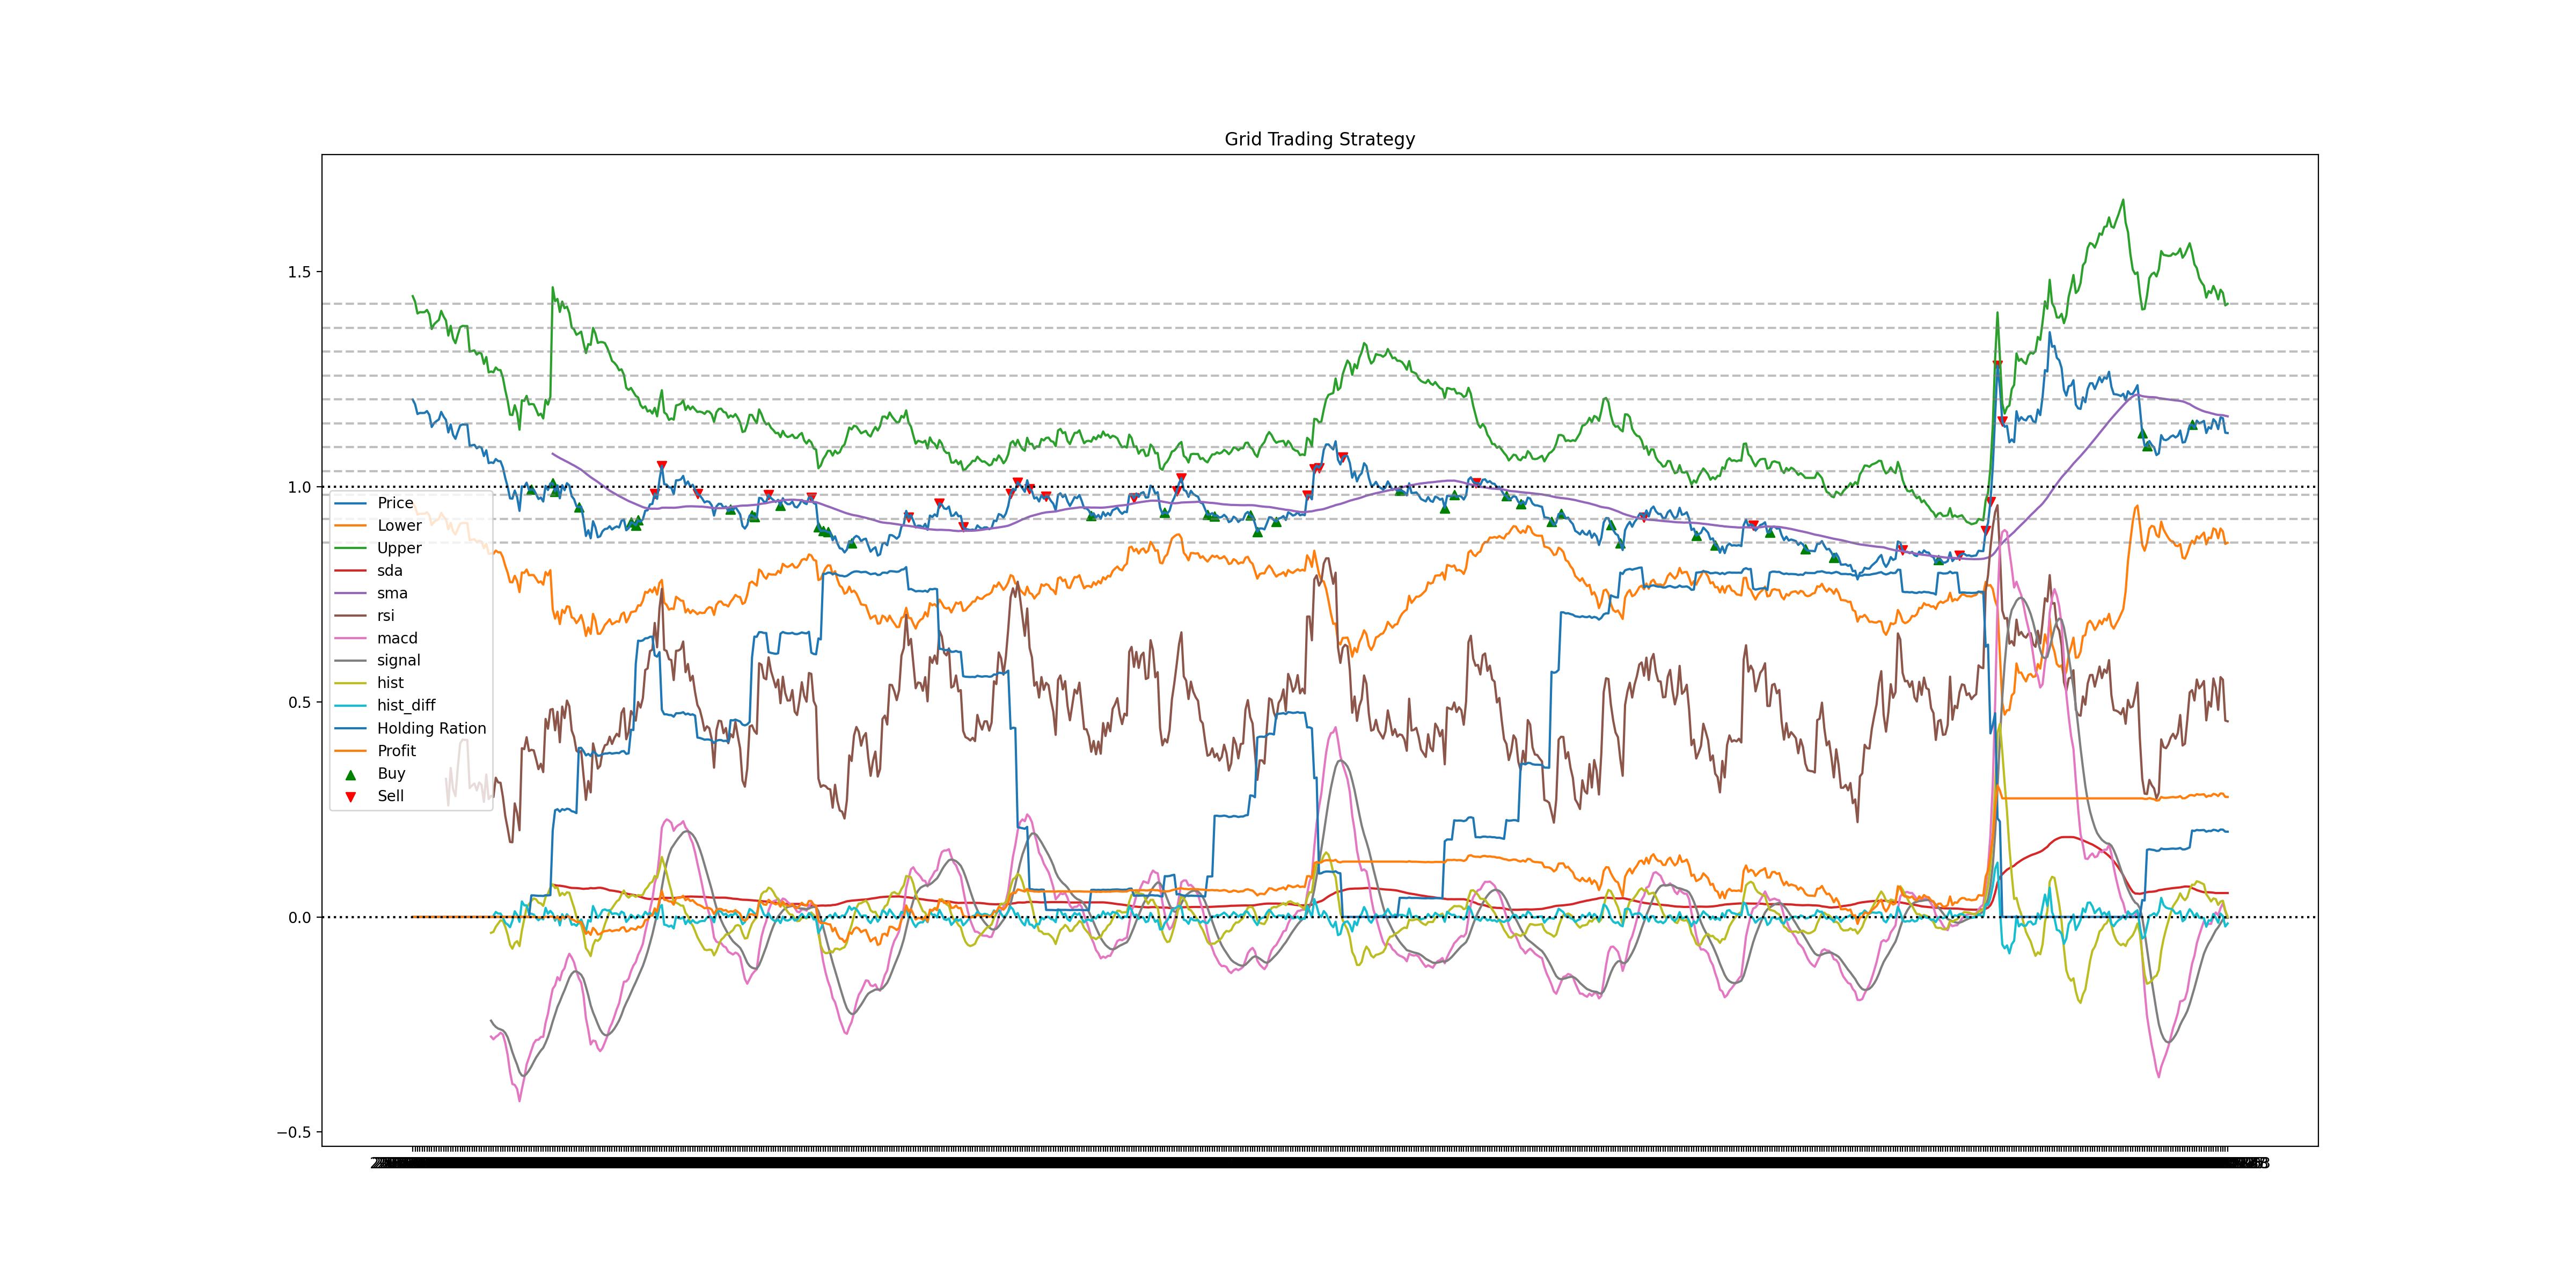 Grid Trading Strategy
1.5
1.0
0.5
0.0
−0.5
Price
Lower
Upper
sda
sma
rsi
macd
signal
hist
hist_diff
Holding Ration
Profit
Buy
Sell